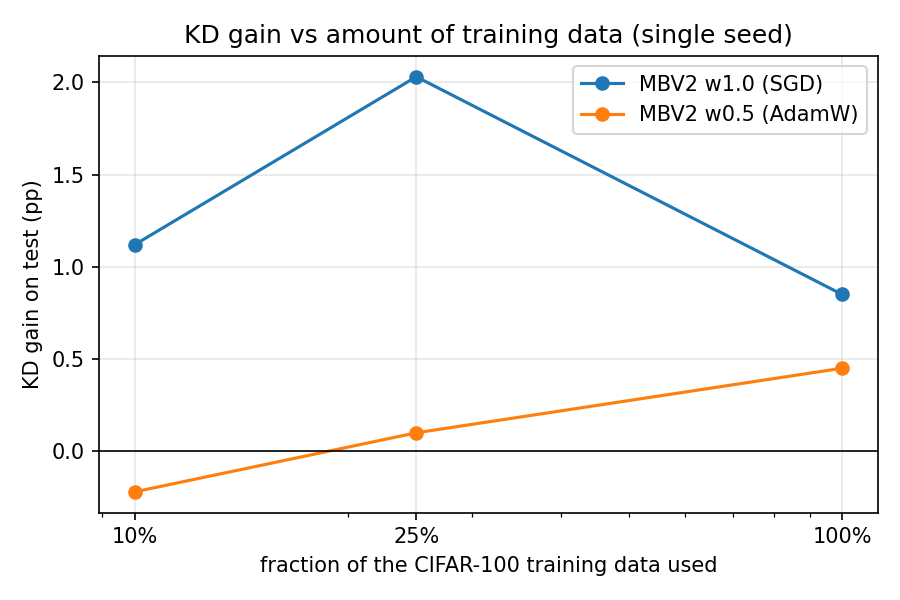 KD gain vs amount of training data (single seed)
MBV2 w1.0 (SGD)
MBV2 w0.5 (AdamW)
KD gain on test (pp)
2.0
1.5
1.0
0.5
0.0
10%
25%
100%
fraction of the CIFAR-100 training data used